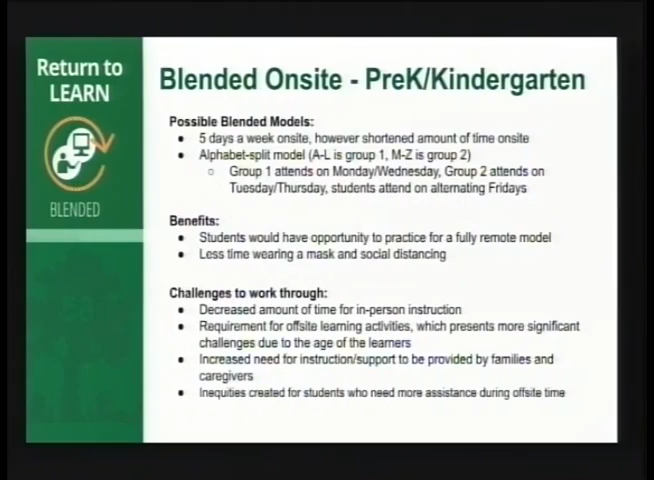 Return to
LEARN
BLENDED
Blended Onsite - PreK/Kindergarten
Possible Blended Models:
• 5 days a week onsite, however shortened amount of time onsite
• Alphabet-split model (A-L is group 1, M-Z is group 2)
○ Group 1 attends on Monday/Wednesday, Group 2 attends on
Tuesday/Thursday, students attend on alternating Fridays
Benefits:
• Students would have opportunity to practice for a fully remote model
• Less time wearing a mask and social distancing
Challenges to work through:
• Decreased amount of time for in-person instruction
• Requirement for offsite learning activities, which presents more significant
challenges due to the age of the learners
• Increased need for instruction/support to be provided by families and
caregivers
• Inequities created for students who need more assistance during offsite time